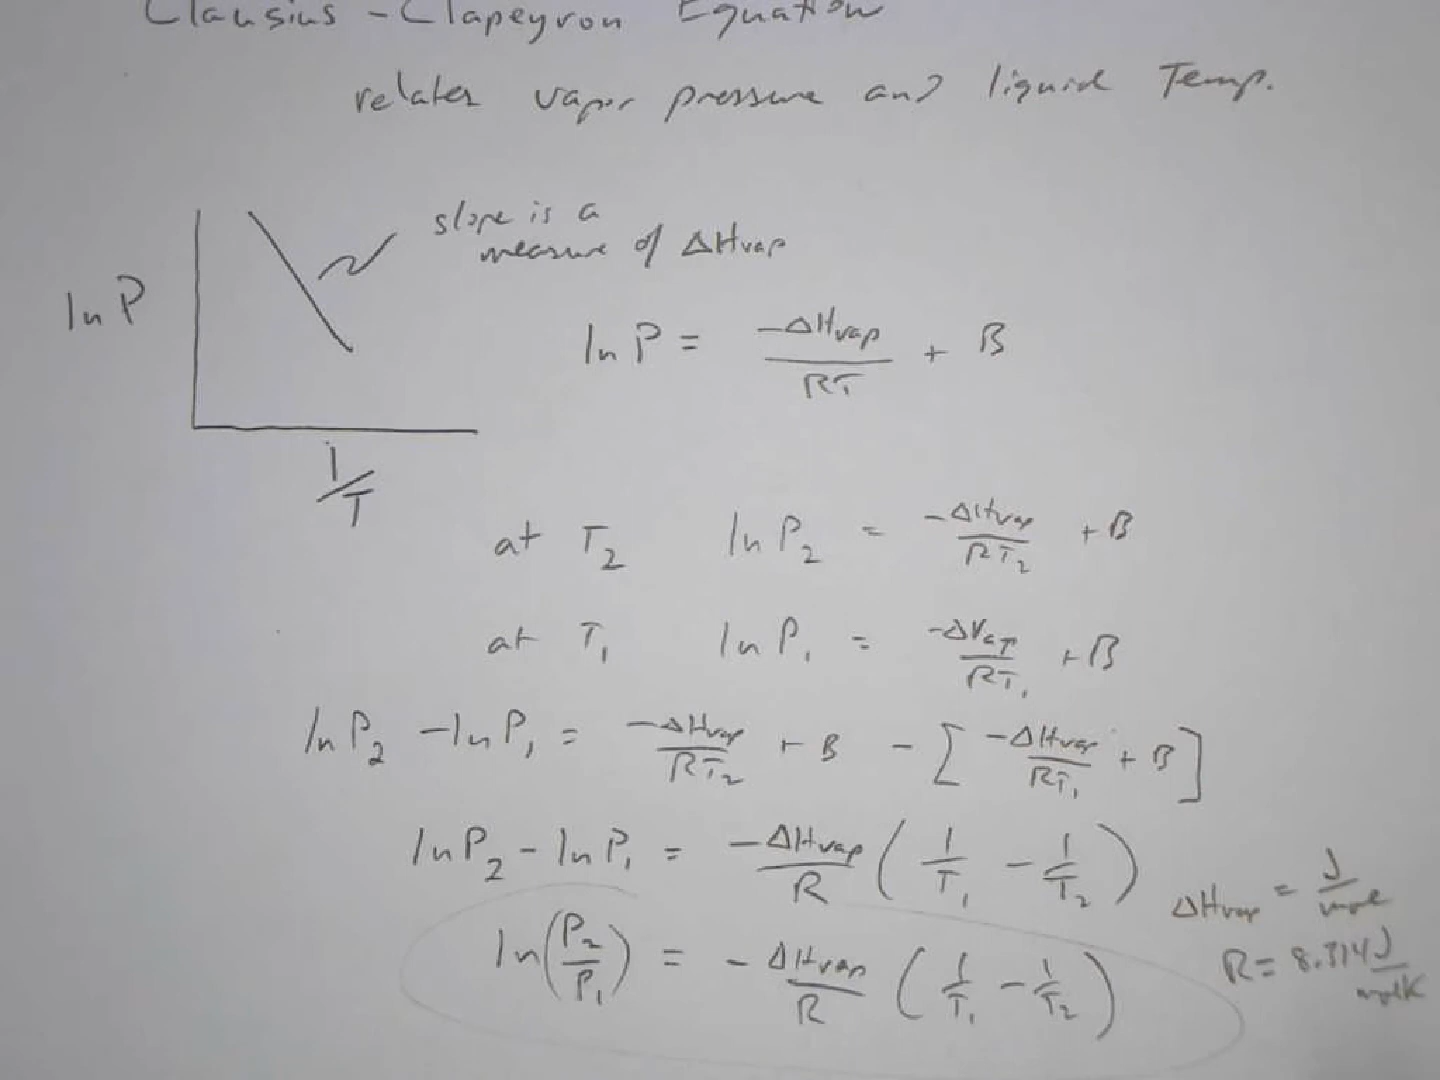 Clausius - Clapeyron Equation
relates vapor pressure and liquid Temp.
slope is a
measure of ΔHvap
ln P
1/T
ln P = -ΔHvap/RT + B
at T₂ ln P₂ = -ΔHvap/RT₂ + B
at T₁ ln P₁ = -ΔVap/RT₁ + B
ln P₂ - ln P₁ = -ΔHvap/RT₂ + B - [-ΔHvap/RT₁ + B]
ln P₂ - ln P₁ = -ΔHvap/R (1/T₁ - 1/T₂)
ΔHvap = J/mole
ln(P₂/P₁) = -ΔHvap/R (1/T₁ - 1/T₂)
R = 8.314 J/molK